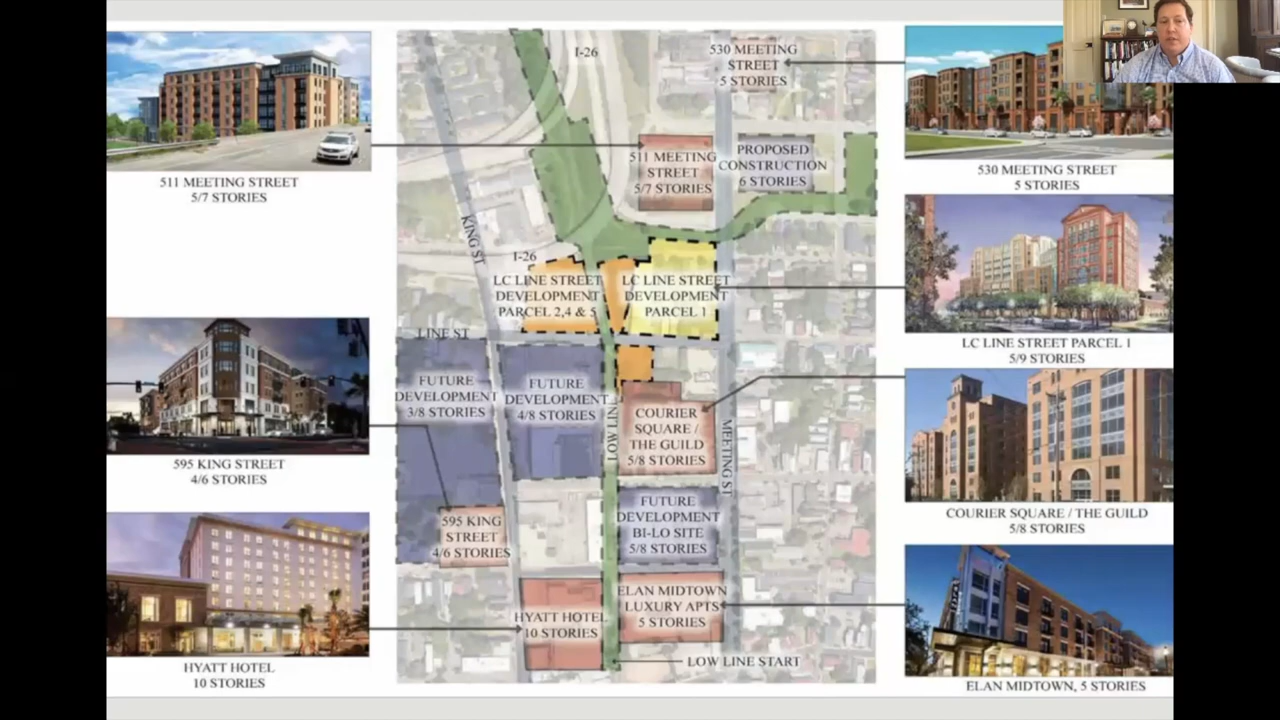 511 MEETING STREET
5/7 STORIES
595 KING STREET
4/6 STORIES
HYATT HOTEL
10 STORIES
I-26
530 MEETING
STREET
5 STORIES
511 MEETING
STREET
5/7 STORIES
PROPOSED
CONSTRUCTION
6 STORIES
KING ST
I-26
LC LINE STREET
DEVELOPMENT
PARCEL 2,4 & 5
LC LINE STREET
DEVELOPMENT
PARCEL 1
LINE ST
FUTURE
DEVELOPMENT
3/8 STORIES
FUTURE
DEVELOPMENT
4/8 STORIES
LOW LINE
COURIER
SQUARE /
THE GUILD
5/8 STORIES
MEETING ST
FUTURE
DEVELOPMENT
BI-LO SITE
5/8 STORIES
595 KING
STREET
4/6 STORIES
HYATT HOTEL
10 STORIES
ELAN MIDTOWN
LUXURY APTS
5 STORIES
LOW LINE START
530 MEETING STREET
5 STORIES
LC LINE STREET PARCEL 1
5/9 STORIES
COURIER SQUARE / THE GUILD
5/8 STORIES
ELAN MIDTOWN, 5 STORIES